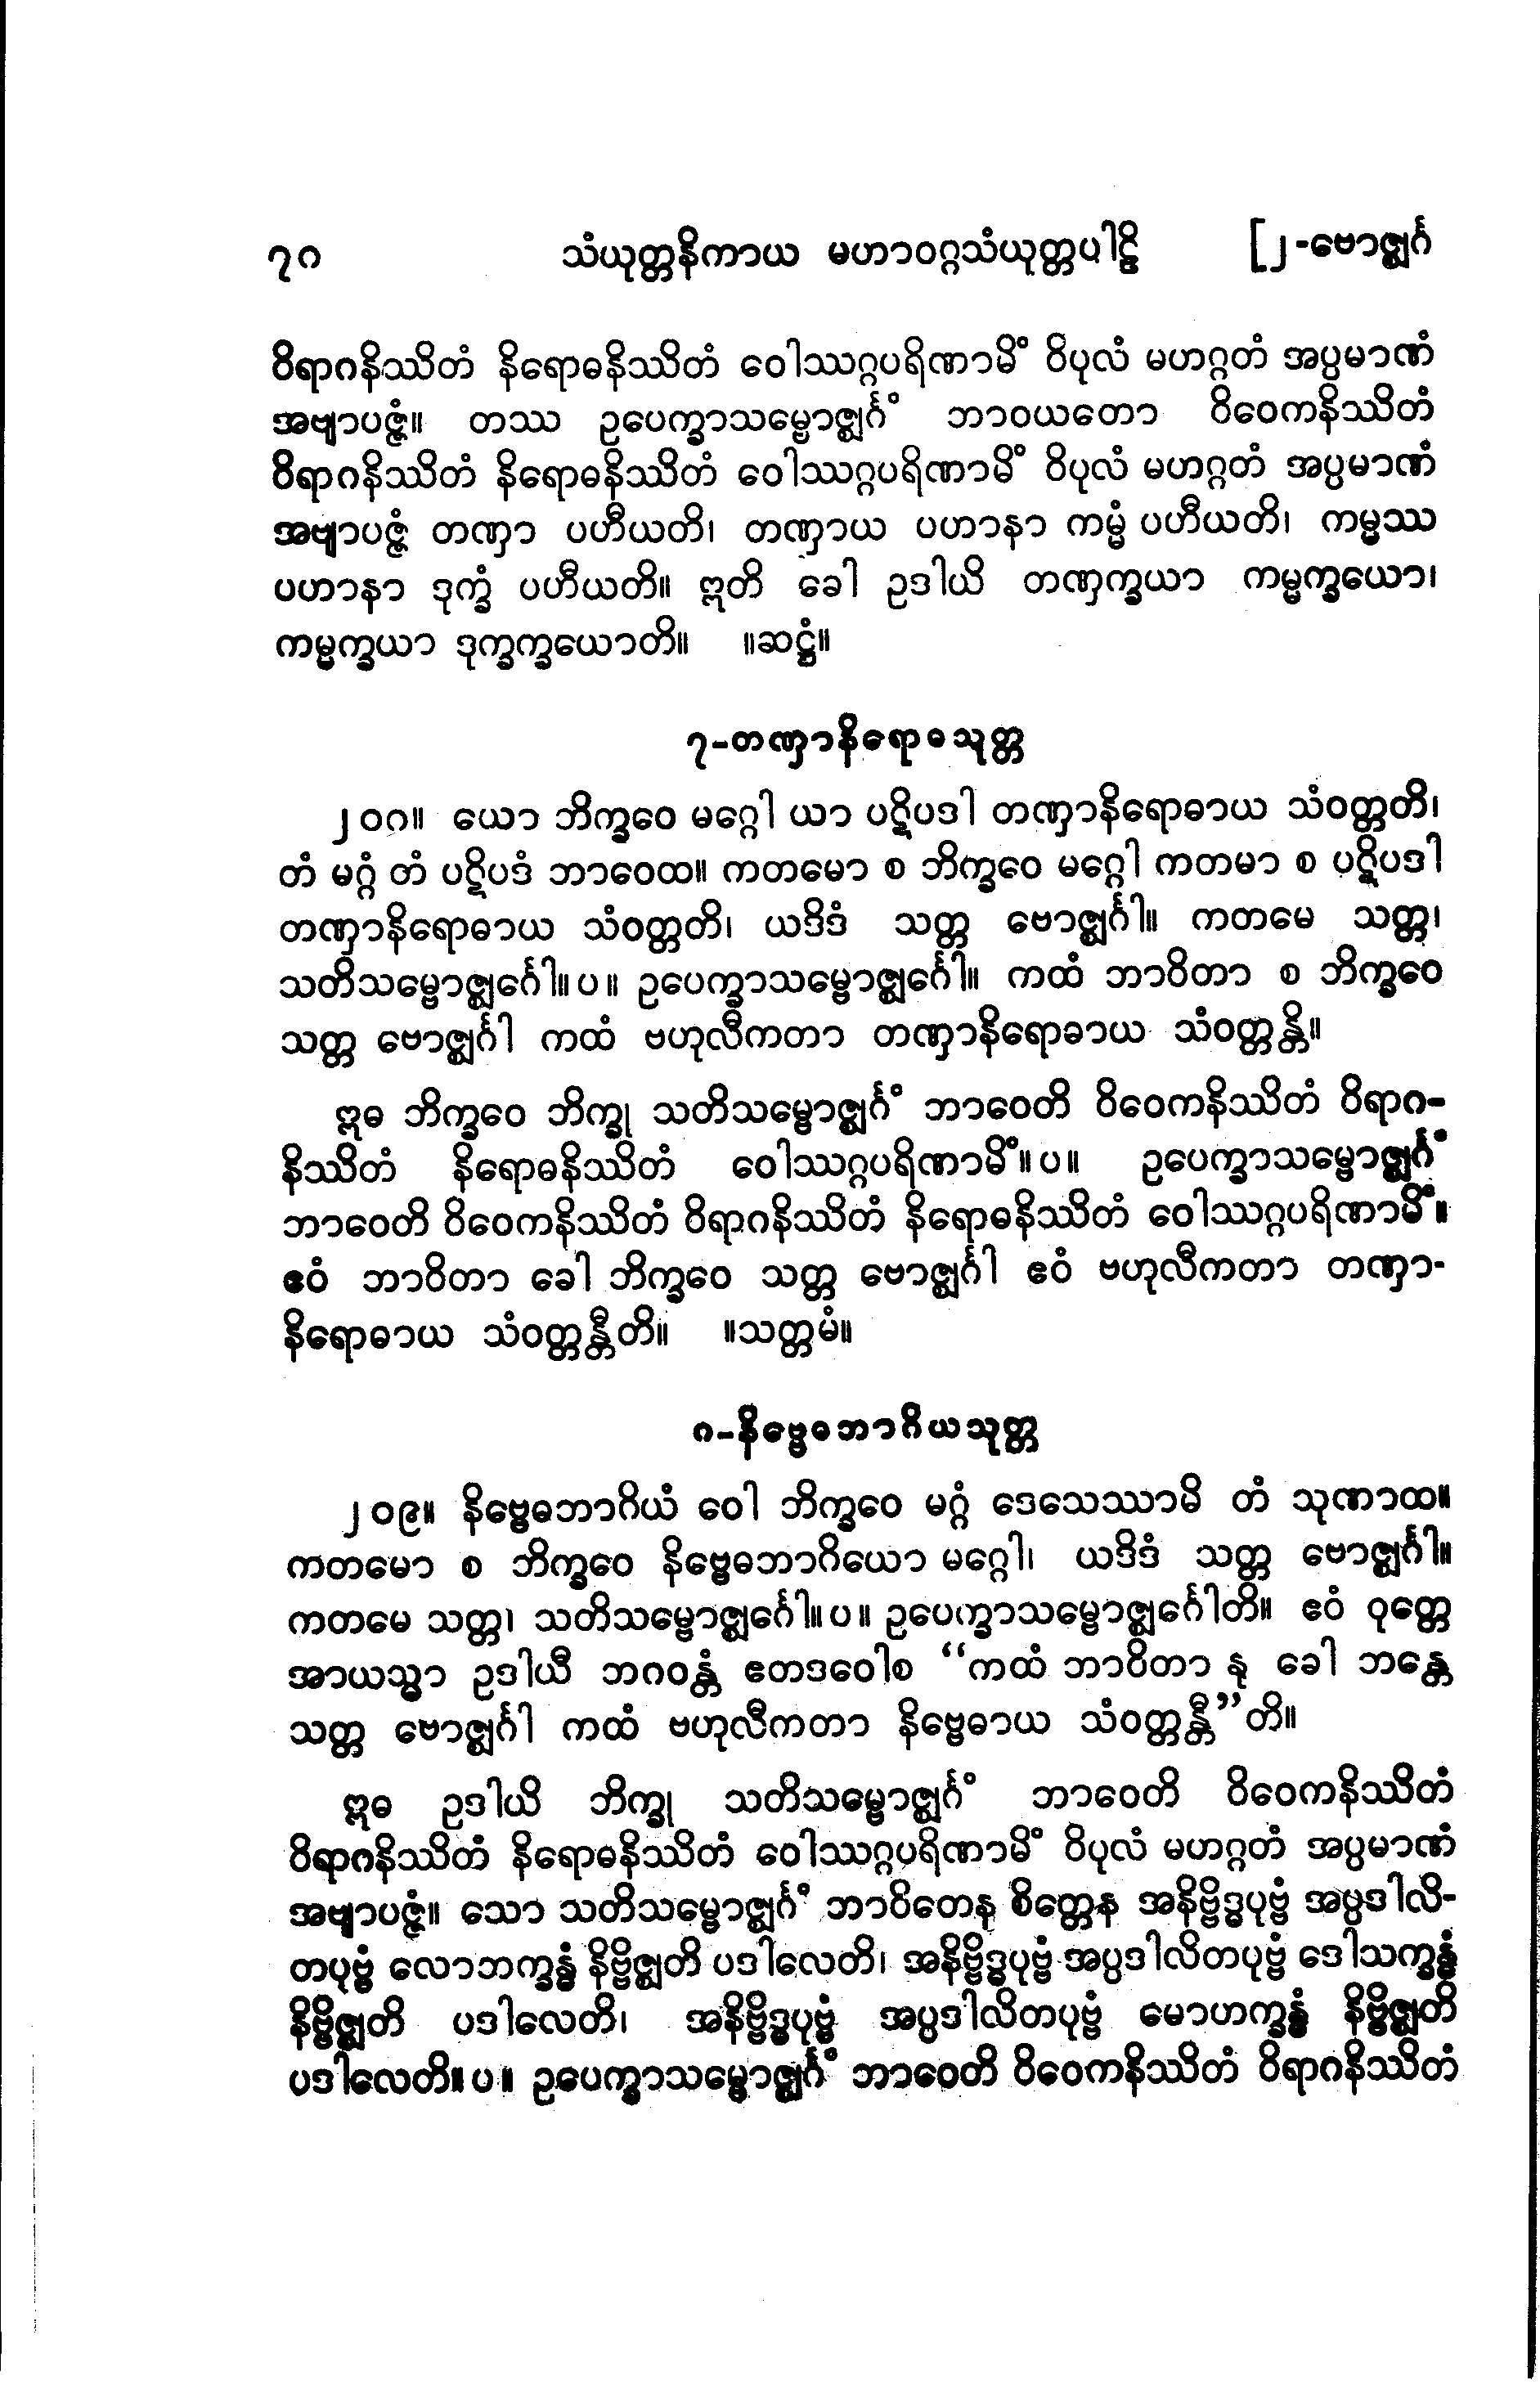 ၇၈ သံယုတ္တနိကာယ မဟာဝဂ္ဂသံယုတ္တပါဠိ [၂-ဗောဇ္ဈင်္ဂ
ဝိရာဂနိဿိတံ နိရောဓနိဿိတံ ဝေါဿဂ္ဂပရိဏာမိံ ဝိပုလံ မဟဂ္ဂတံ အပ္ပမာဏံ
အဗျာပဇ္ဇံ။ တဿ ဥပေက္ခာသမ္ဗောဇ္ဈင်္ဂံ ဘာဝယတော ဝိဝေကနိဿိတံ
ဝိရာဂနိဿိတံ နိရောဓနိဿိတံ ဝေါဿဂ္ဂပရိဏာမိံ ဝိပုလံ မဟဂ္ဂတံ အပ္ပမာဏံ
အဗျာပဇ္ဇံ တဏှာ ပဟီယတိ၊ တဏှာယ ပဟာနာ ကမ္မံ ပဟီယတိ၊ ကမ္မဿ
ပဟာနာ ဒုက္ခံ ပဟီယတိ။ ဣတိ ခေါ ဥဒါယိ တဏှက္ခယာ ကမ္မက္ခယော၊
ကမ္မက္ခယာ ဒုက္ခက္ခယောတိ။ ။ဆဋ္ဌံ။
၇-တဏှာနိရောဓသုတ္တ
၂၀၈။ ယော ဘိက္ခဝေ မဂ္ဂေါ ယာ ပဋိပဒါ တဏှာနိရောဓာယ သံဝတ္တတိ၊
တံ မဂ္ဂံ တံ ပဋိပဒံ ဘာဝေထ။ ကတမော စ ဘိက္ခဝေ မဂ္ဂေါ ကတမာ စ ပဋိပဒါ
တဏှာနိရောဓာယ သံဝတ္တတိ၊ ယဒိဒံ သတ္တ ဗောဇ္ဈင်္ဂါ။ ကတမေ သတ္တ၊
သတိသမ္ဗောဇ္ဈင်္ဂေါ။ပ။ ဥပေက္ခာသမ္ဗောဇ္ဈင်္ဂေါ။ ကထံ ဘာဝိတာ စ ဘိက္ခဝေ
သတ္တ ဗောဇ္ဈင်္ဂါ ကထံ ဗဟုလီကတာ တဏှာနိရောဓာယ သံဝတ္တန္တိ။
ဣဓ ဘိက္ခဝေ ဘိက္ခု သတိသမ္ဗောဇ္ဈင်္ဂံ ဘာဝေတိ ဝိဝေကနိဿိတံ ဝိရာဂ-
နိဿိတံ နိရောဓနိဿိတံ ဝေါဿဂ္ဂပရိဏာမိံ။ပ။ ဥပေက္ခာသမ္ဗောဇ္ဈင်္ဂံ
ဘာဝေတိ ဝိဝေကနိဿိတံ ဝိရာဂနိဿိတံ နိရောဓနိဿိတံ ဝေါဿဂ္ဂပရိဏာမိံ။
ဧဝံ ဘာဝိတာ ခေါ ဘိက္ခဝေ သတ္တ ဗောဇ္ဈင်္ဂါ ဧဝံ ဗဟုလီကတာ တဏှာ-
နိရောဓာယ သံဝတ္တန္တီတိ။ ။သတ္တမံ။
၈-နိဗ္ဗေဓဘာဂိယသုတ္တ
၂၀၉။ နိဗ္ဗေဓဘာဂိယံ ဝေါ ဘိက္ခဝေ မဂ္ဂံ ဒေသေဿာမိ တံ သုဏာထ။
ကတမော စ ဘိက္ခဝေ နိဗ္ဗေဓဘာဂိယော မဂ္ဂေါ၊ ယဒိဒံ သတ္တ ဗောဇ္ဈင်္ဂါ။
ကတမေ သတ္တ၊ သတိသမ္ဗောဇ္ဈင်္ဂေါ။ပ။ ဥပေက္ခာသမ္ဗောဇ္ဈင်္ဂေါတိ။ ဧဝံ ဝုတ္တေ
အာယသ္မာ ဥဒါယီ ဘဂဝန္တံ ဧတဒဝေါစ “ကထံ ဘာဝိတာ နု ခေါ ဘန္တေ
သတ္တ ဗောဇ္ဈင်္ဂါ ကထံ ဗဟုလီကတာ နိဗ္ဗေဓာယ သံဝတ္တန္တီ”တိ။
ဣဓ ဥဒါယိ ဘိက္ခု သတိသမ္ဗောဇ္ဈင်္ဂံ ဘာဝေတိ ဝိဝေကနိဿိတံ
ဝိရာဂနိဿိတံ နိရောဓနိဿိတံ ဝေါဿဂ္ဂပရိဏာမိံ ဝိပုလံ မဟဂ္ဂတံ အပ္ပမာဏံ
အဗျာပဇ္ဇံ။ သော သတိသမ္ဗောဇ္ဈင်္ဂံ ဘာဝိတေန စိတ္တေန အနိဗ္ဗိဒ္ဓပုဗ္ဗံ အပ္ပဒါလိ-
တပုဗ္ဗံ လောဘက္ခန္ဓံ နိဗ္ဗိဇ္ဈတိ ပဒါလေတိ၊ အနိဗ္ဗိဒ္ဓပုဗ္ဗံ အပ္ပဒါလိတပုဗ္ဗံ ဒေါသက္ခန္ဓံ
နိဗ္ဗိဇ္ဈတိ ပဒါလေတိ၊ အနိဗ္ဗိဒ္ဓပုဗ္ဗံ အပ္ပဒါလိတပုဗ္ဗံ မောဟက္ခန္ဓံ နိဗ္ဗိဇ္ဈတိ
ပဒါလေတိ။ပ။ ဥပေက္ခာသမ္ဗောဇ္ဈင်္ဂံ ဘာဝေတိ ဝိဝေကနိဿိတံ ဝိရာဂနိဿိတံ